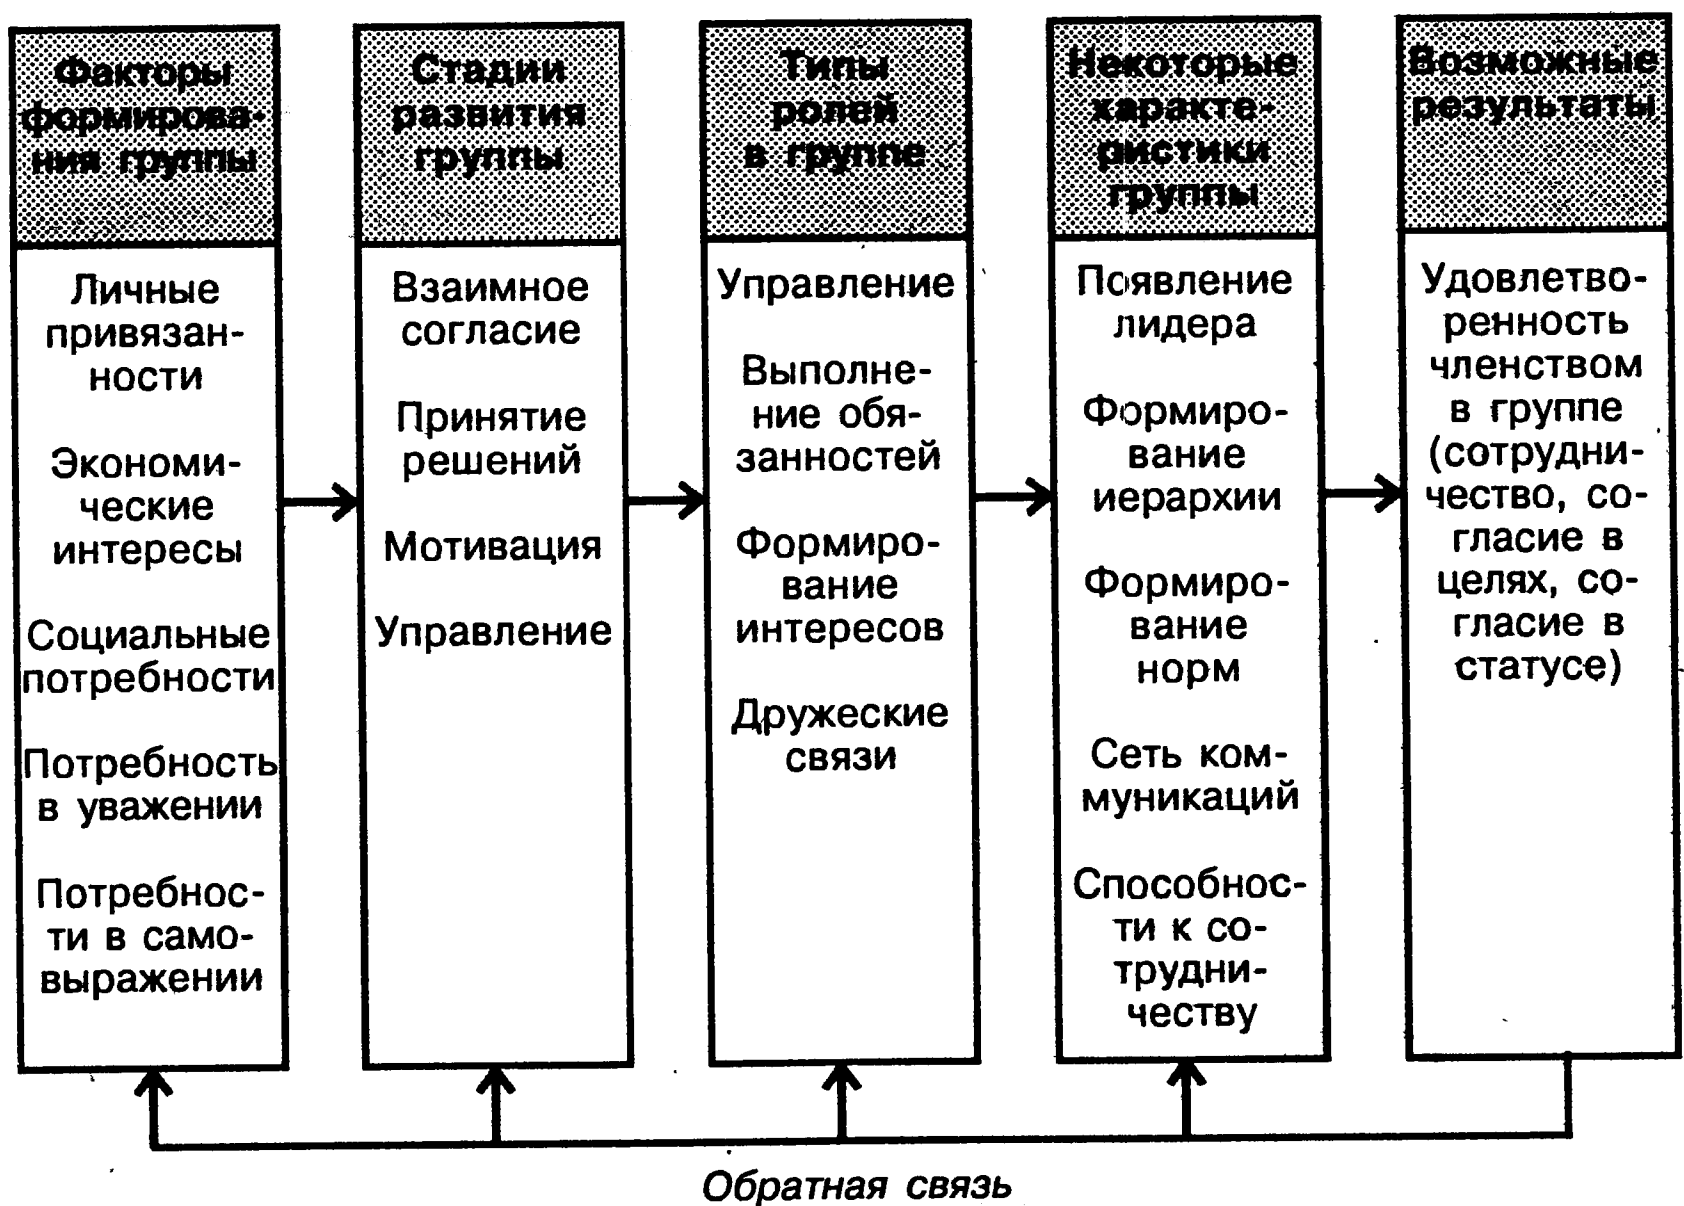 Факторы
формирова-
ния группы
Личные
привязан-
ности
Экономи-
ческие
интересы
Социальные
потребности
Потребность
в уважении
Потребнос-
ти в само-
выражении
Стадии
развития
группы
Взаимное
согласие
Принятие
решений
Мотивация
Управление
Типы
ролей
в группе
Управление
Выполне-
ние обя-
занностей
Формиро-
вание
интересов
Дружеские
связи
Некоторые
характе-
ристики
группы
Появление
лидера
Формиро-
вание
иерархии
Формиро-
вание
норм
Сеть ком-
муникаций
Способнос-
ти к со-
трудни-
честву
Возможные
результаты
Удовлетво-
ренность
членством
в группе
(сотрудни-
чество, со-
гласие в
целях, со-
гласие в
статусе)
Обратная связь